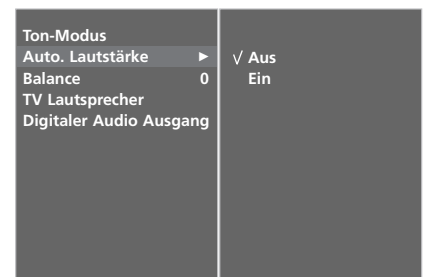 Ton-Modus
Auto. Lautstärke ►
Balance 0
TV Lautsprecher
Digitaler Audio Ausgang
√ Aus
Ein